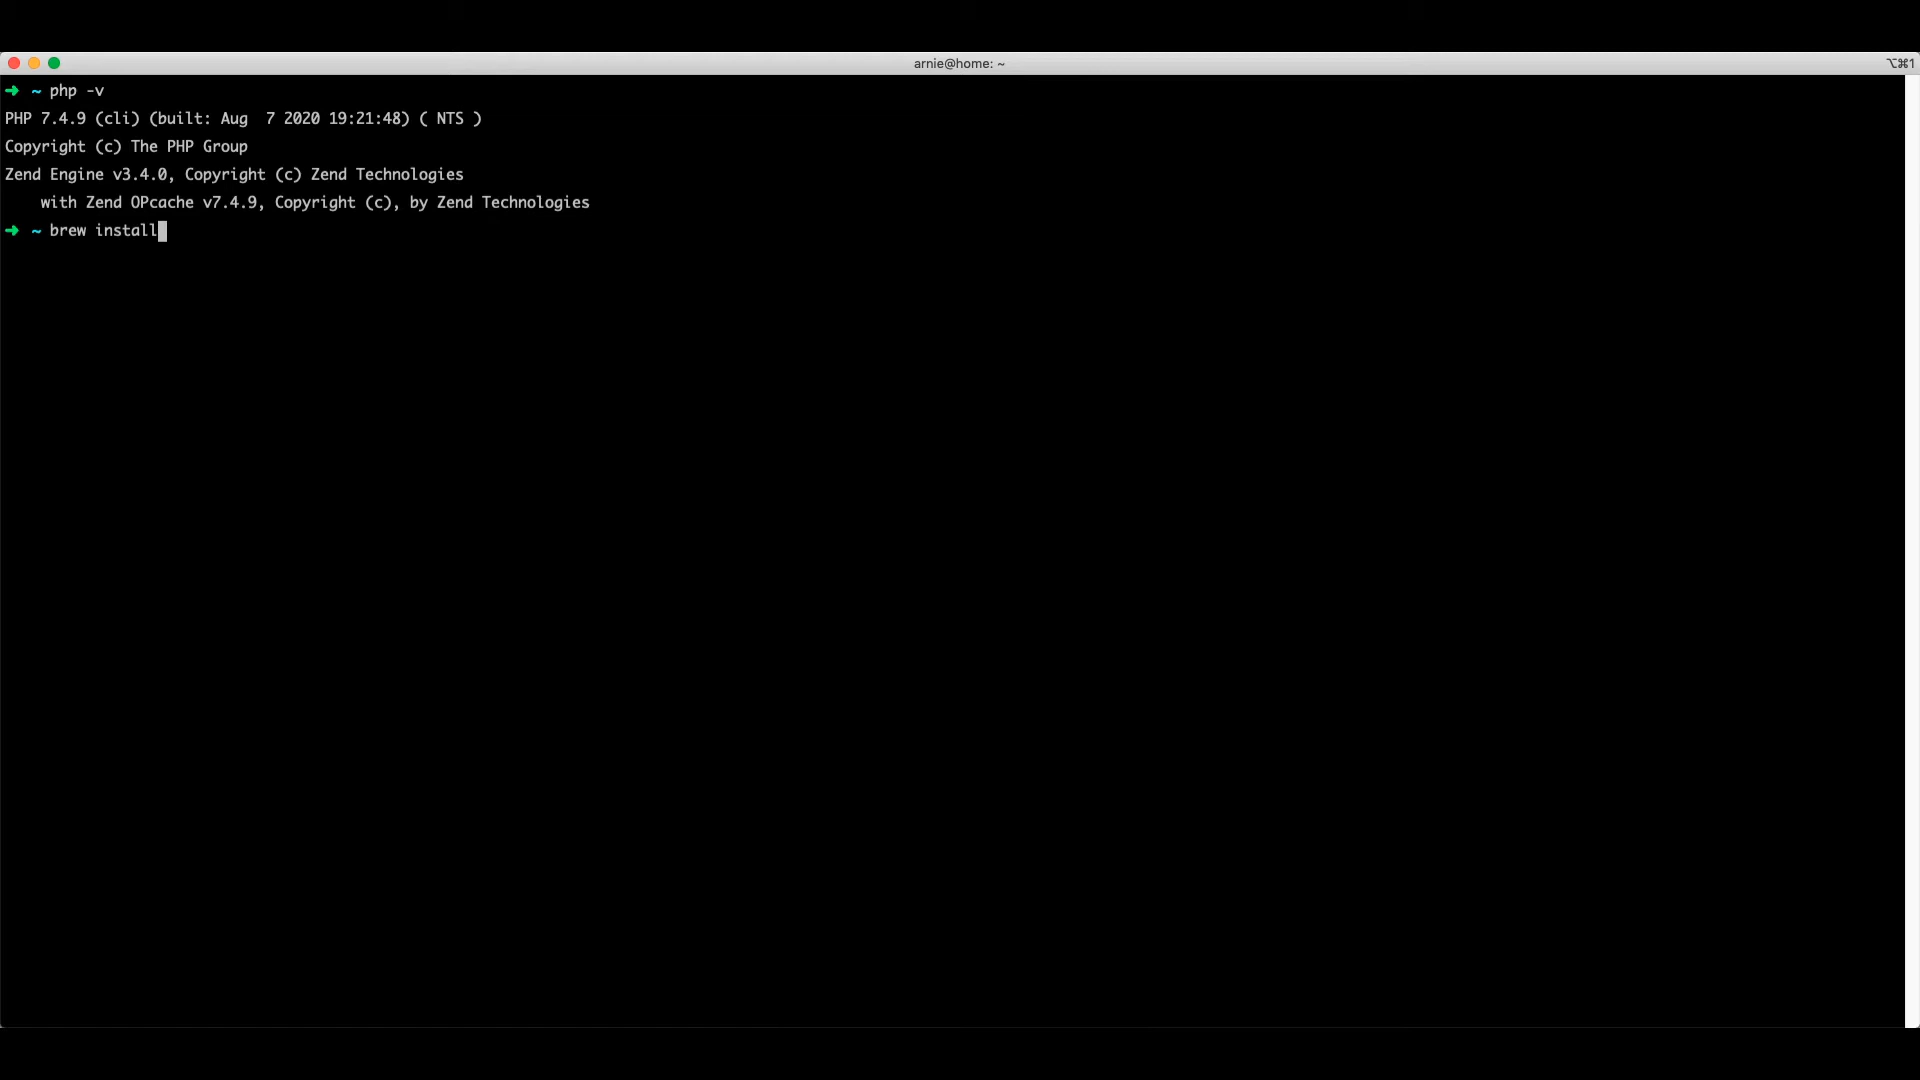 arnie@home: ~
⌥⌘1
➜ ~ php -v
PHP 7.4.9 (cli) (built: Aug  7 2020 19:21:48) ( NTS )
Copyright (c) The PHP Group
Zend Engine v3.4.0, Copyright (c) Zend Technologies
    with Zend OPcache v7.4.9, Copyright (c), by Zend Technologies
➜ ~ brew install